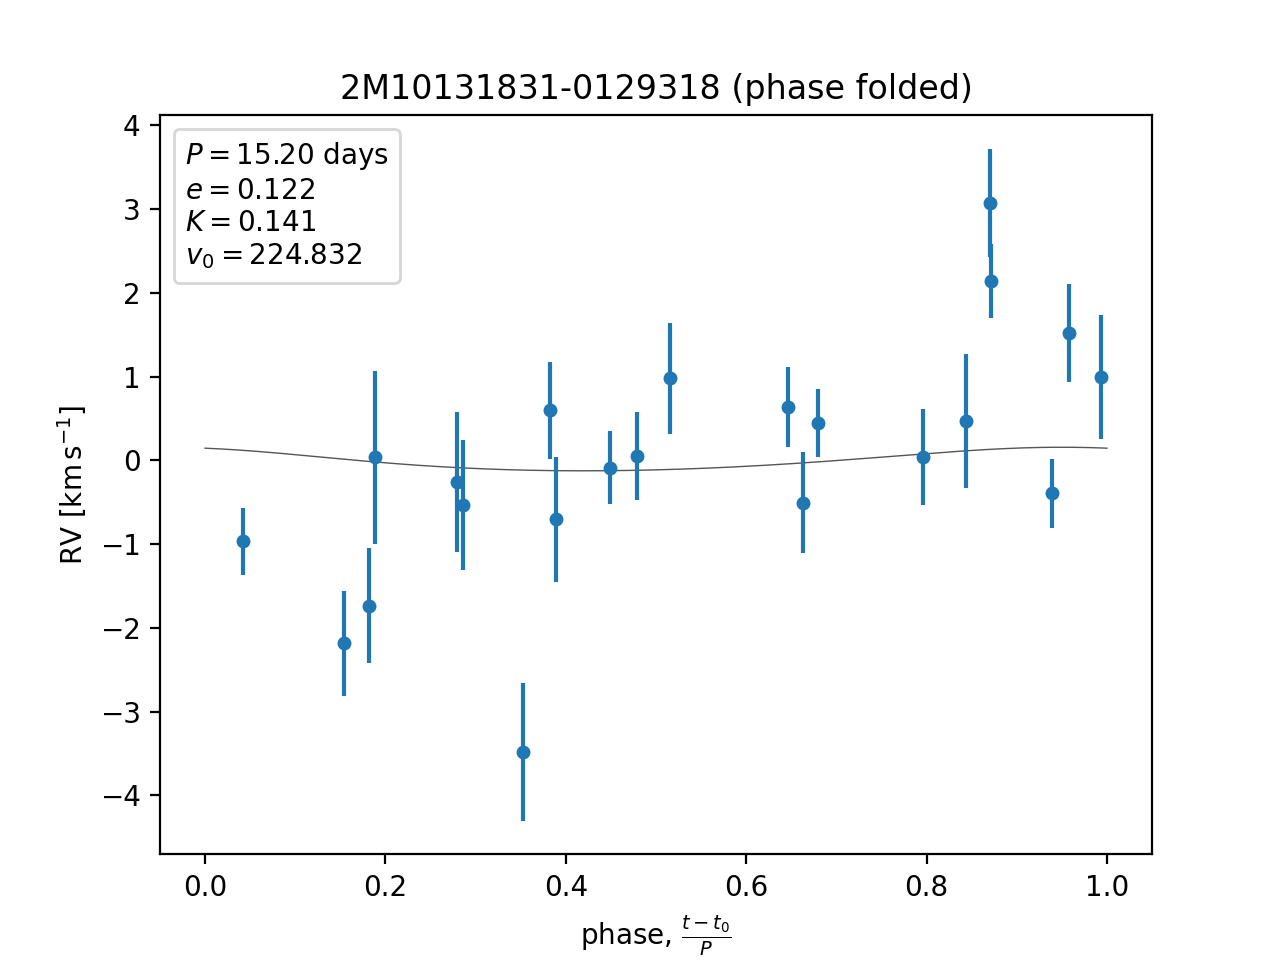 2M10131831-0129318 (phase folded)
P = 15.20 days
e = 0.122
K = 0.141
v₀ = 224.832
4
3
2
1
0
−1
−2
−3
−4
RV [km s⁻¹]
0.0 0.2 0.4 0.6 0.8 1.0
phase, (t − t₀)/P